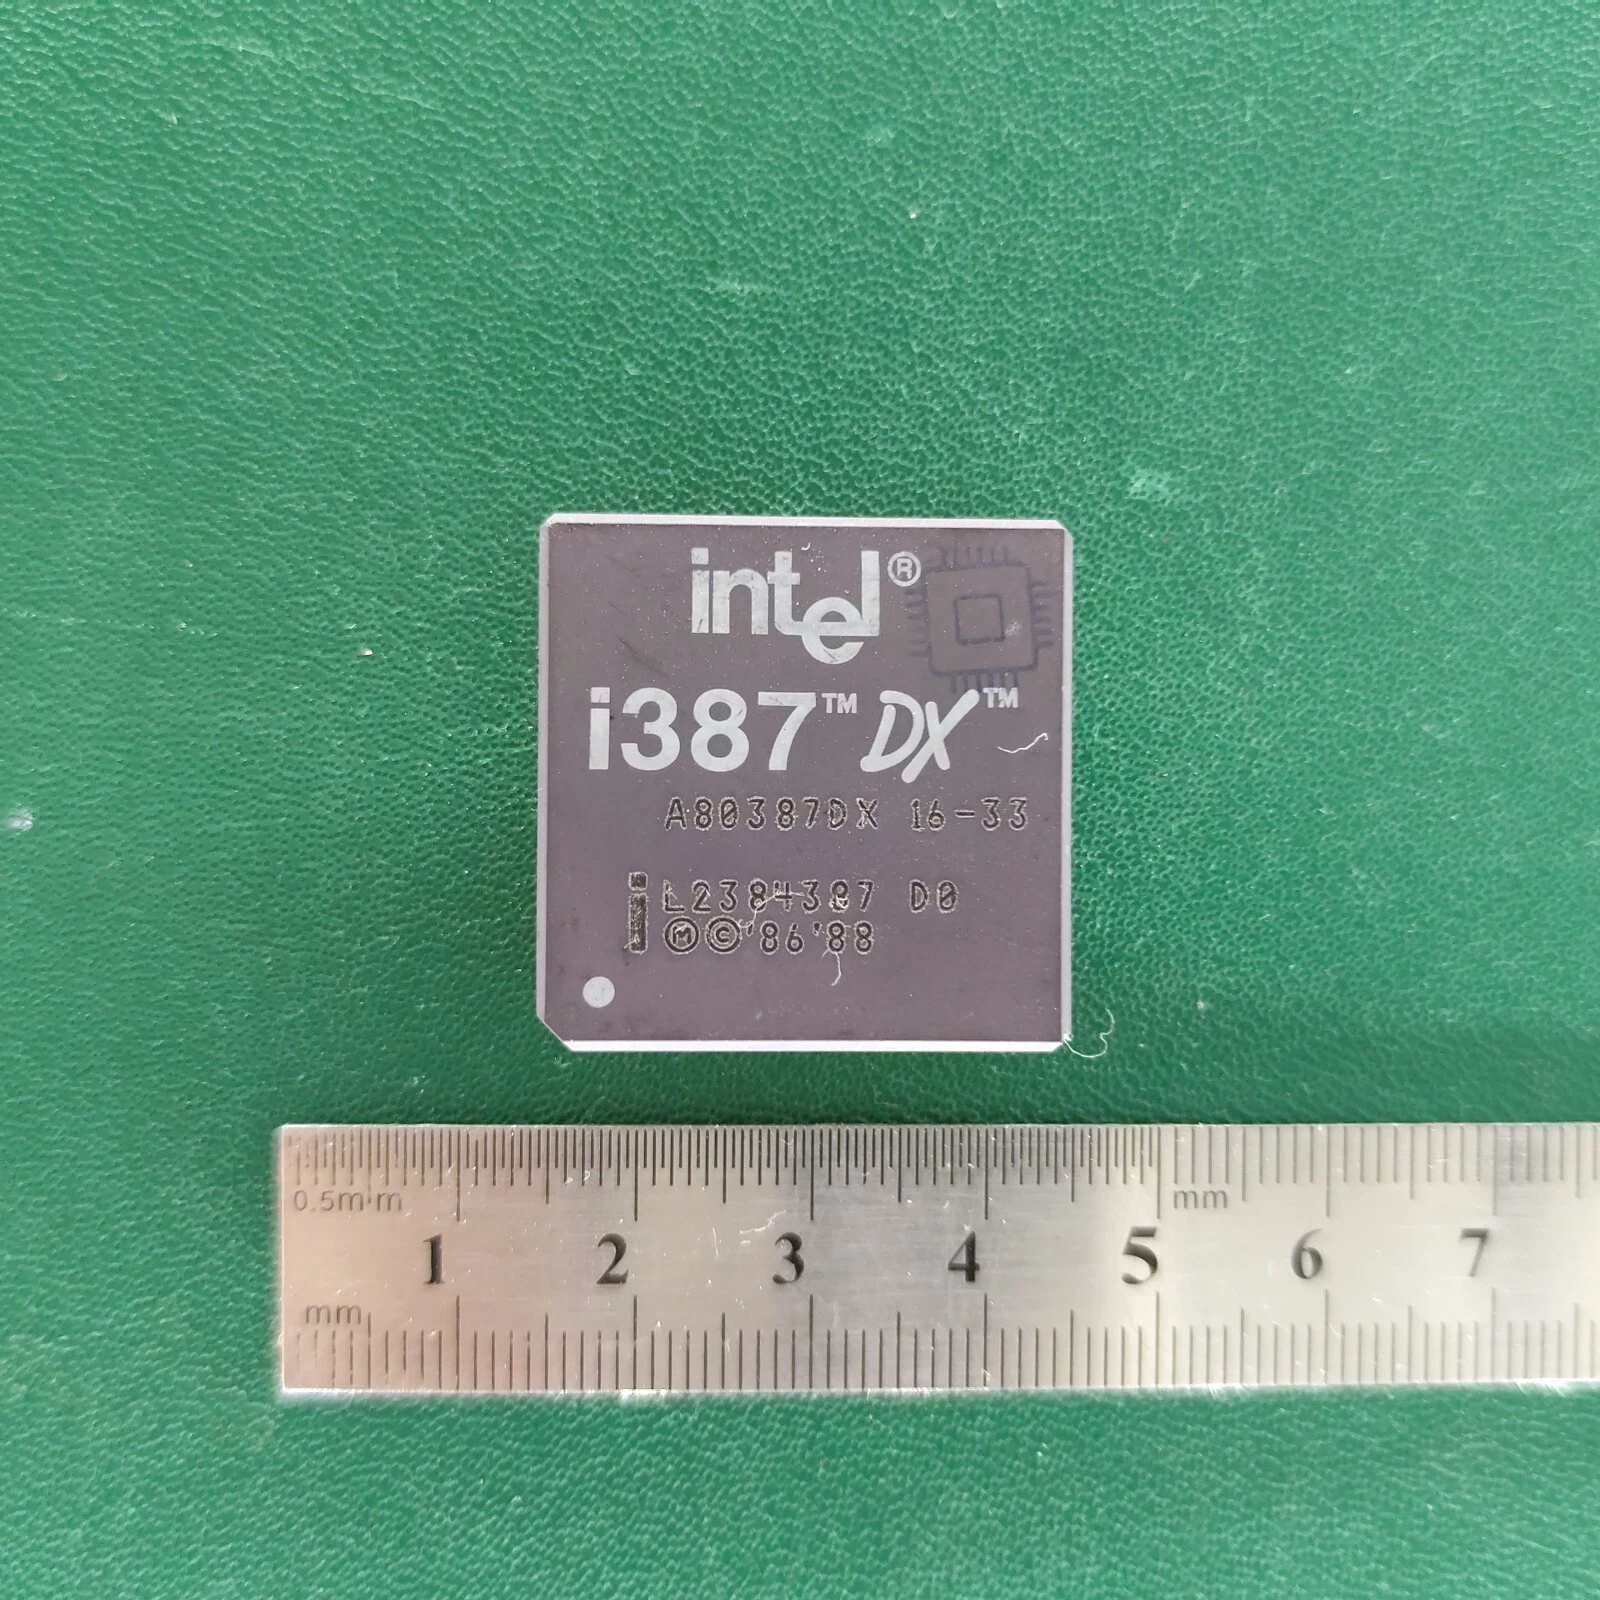 intel®
i387™ DX™
A80387DX 16-33
i L2384387 D0
Ⓜ © '86 '88
0.5mm mm
1 2 3 4 5 6 7
mm